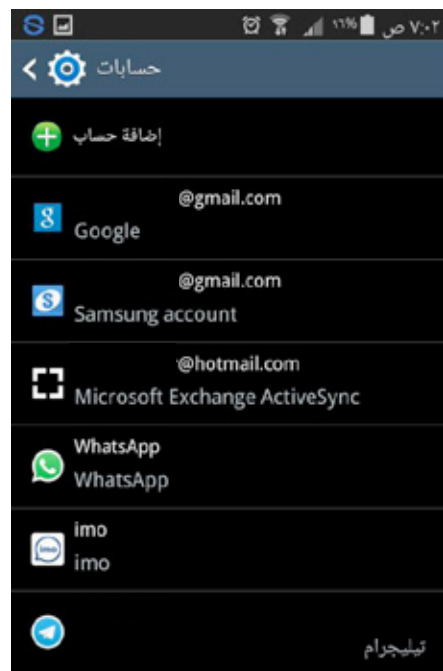 ١٦% ٧:٠٢ ص
حسابات
إضافة حساب
@gmail.com
Google
@gmail.com
Samsung account
@hotmail.com
Microsoft Exchange ActiveSync
WhatsApp
WhatsApp
imo
imo
تيليجرام